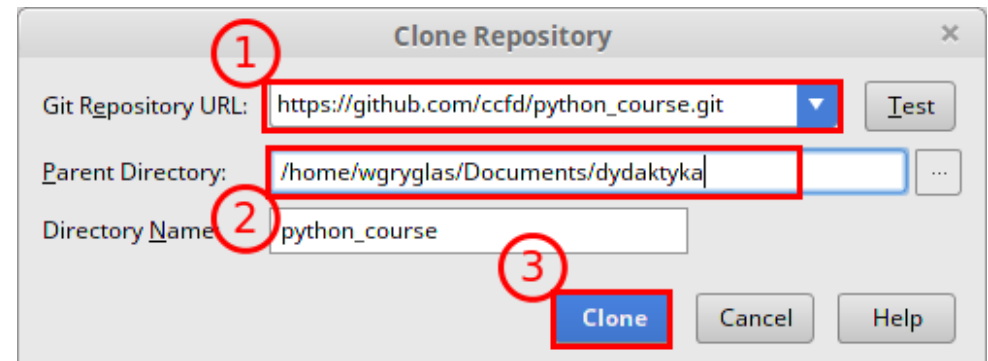 Clone Repository ×
1
Git Repository URL: https://github.com/ccfd/python_course.git Test
Parent Directory: /home/wgryglas/Documents/dydaktyka ...
2
Directory Name: python_course
3
Clone Cancel Help